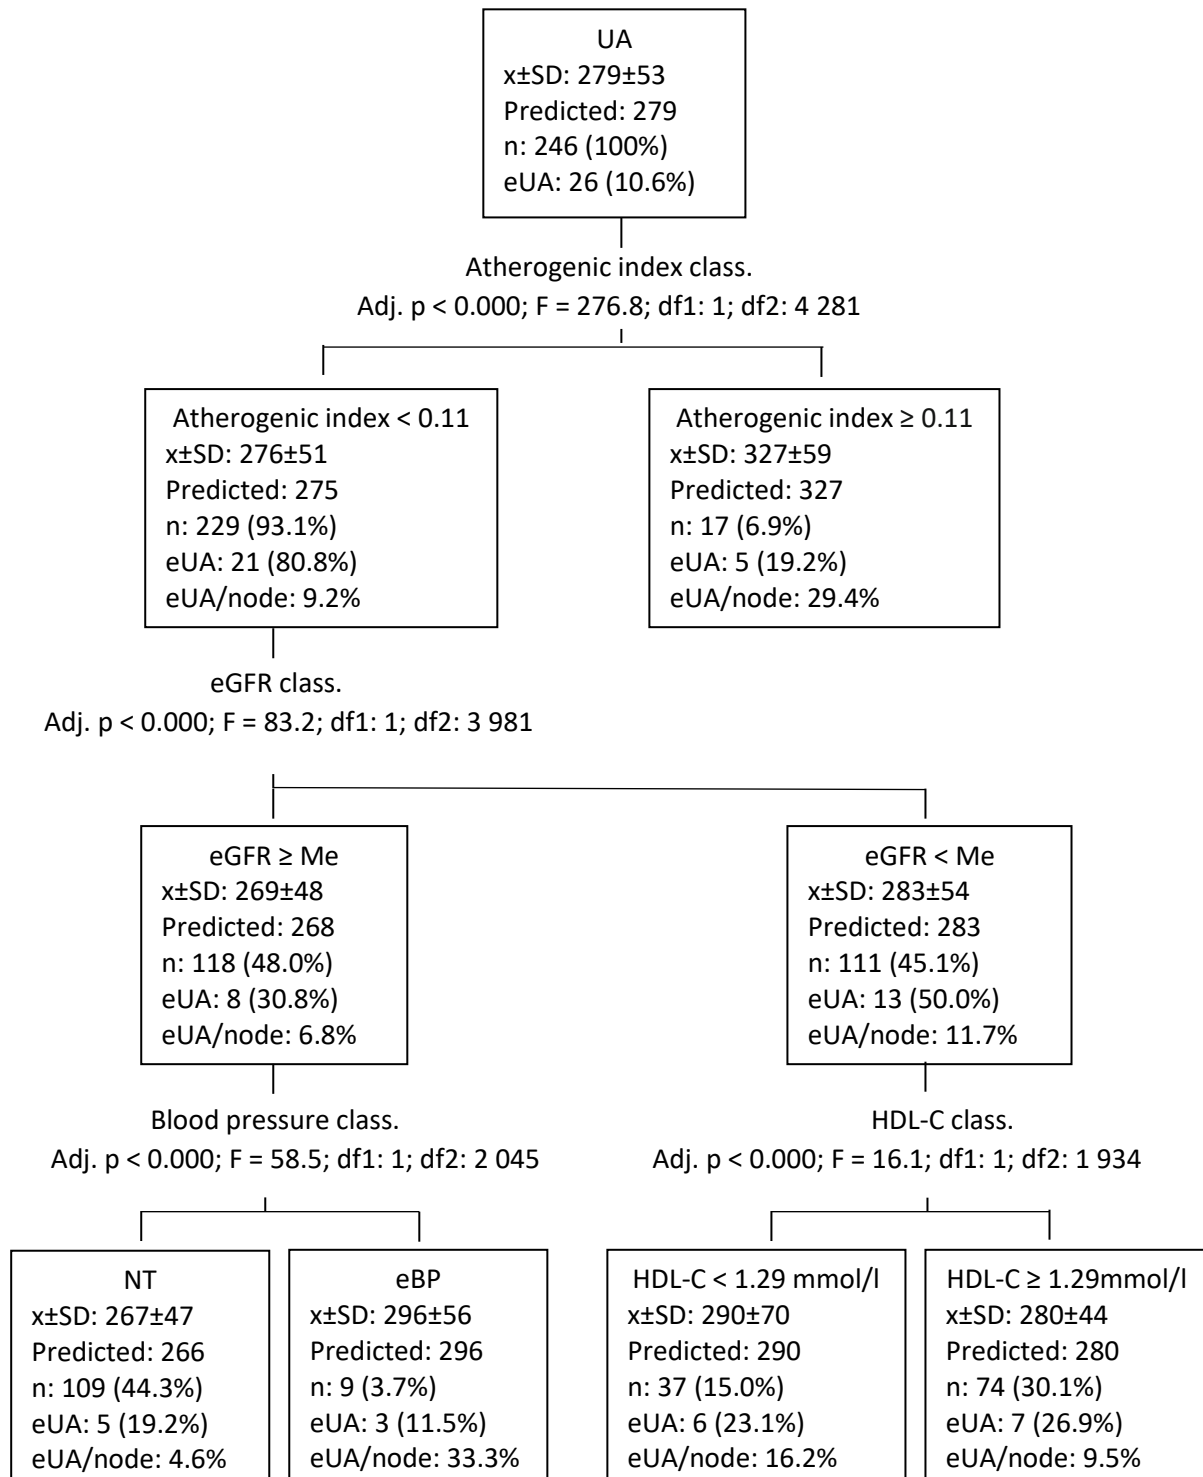 UA
x±SD: 279±53
Predicted: 279
n: 246 (100%)
eUA: 26 (10.6%)
Atherogenic index class.
Adj. p < 0.000; F = 276.8; df1: 1; df2: 4 281
Atherogenic index < 0.11
x±SD: 276±51
Predicted: 275
n: 229 (93.1%)
eUA: 21 (80.8%)
eUA/node: 9.2%
Atherogenic index ≥ 0.11
x±SD: 327±59
Predicted: 327
n: 17 (6.9%)
eUA: 5 (19.2%)
eUA/node: 29.4%
eGFR class.
Adj. p < 0.000; F = 83.2; df1: 1; df2: 3 981
eGFR ≥ Me
x±SD: 269±48
Predicted: 268
n: 118 (48.0%)
eUA: 8 (30.8%)
eUA/node: 6.8%
eGFR < Me
x±SD: 283±54
Predicted: 283
n: 111 (45.1%)
eUA: 13 (50.0%)
eUA/node: 11.7%
Blood pressure class.
Adj. p < 0.000; F = 58.5; df1: 1; df2: 2 045
HDL-C class.
Adj. p < 0.000; F = 16.1; df1: 1; df2: 1 934
NT
x±SD: 267±47
Predicted: 266
n: 109 (44.3%)
eUA: 5 (19.2%)
eUA/node: 4.6%
eBP
x±SD: 296±56
Predicted: 296
n: 9 (3.7%)
eUA: 3 (11.5%)
eUA/node: 33.3%
HDL-C < 1.29 mmol/l
x±SD: 290±70
Predicted: 290
n: 37 (15.0%)
eUA: 6 (23.1%)
eUA/node: 16.2%
HDL-C ≥ 1.29mmol/l
x±SD: 280±44
Predicted: 280
n: 74 (30.1%)
eUA: 7 (26.9%)
eUA/node: 9.5%